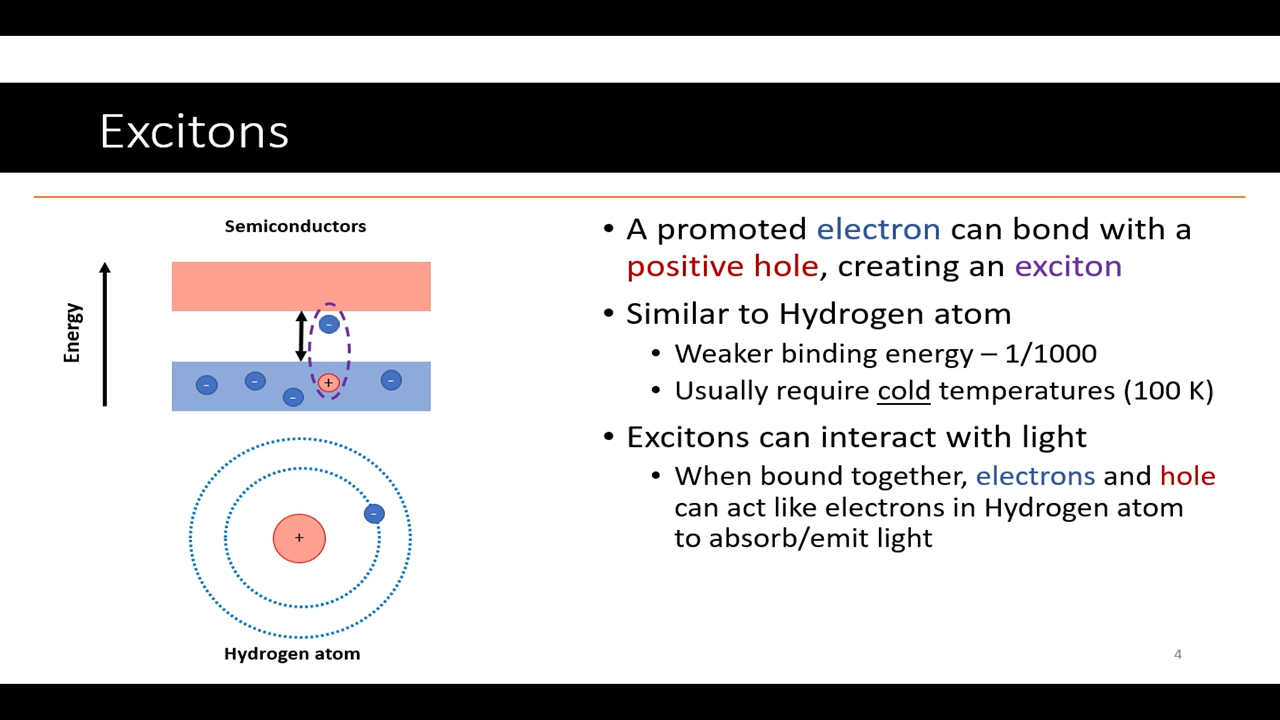 Excitons
Semiconductors
Energy
-
-
-
-
-
+
+
-
Hydrogen atom
• A promoted electron can bond with a
positive hole, creating an exciton
• Similar to Hydrogen atom
• Weaker binding energy – 1/1000
• Usually require cold temperatures (100 K)
• Excitons can interact with light
• When bound together, electrons and hole
can act like electrons in Hydrogen atom
to absorb/emit light
4